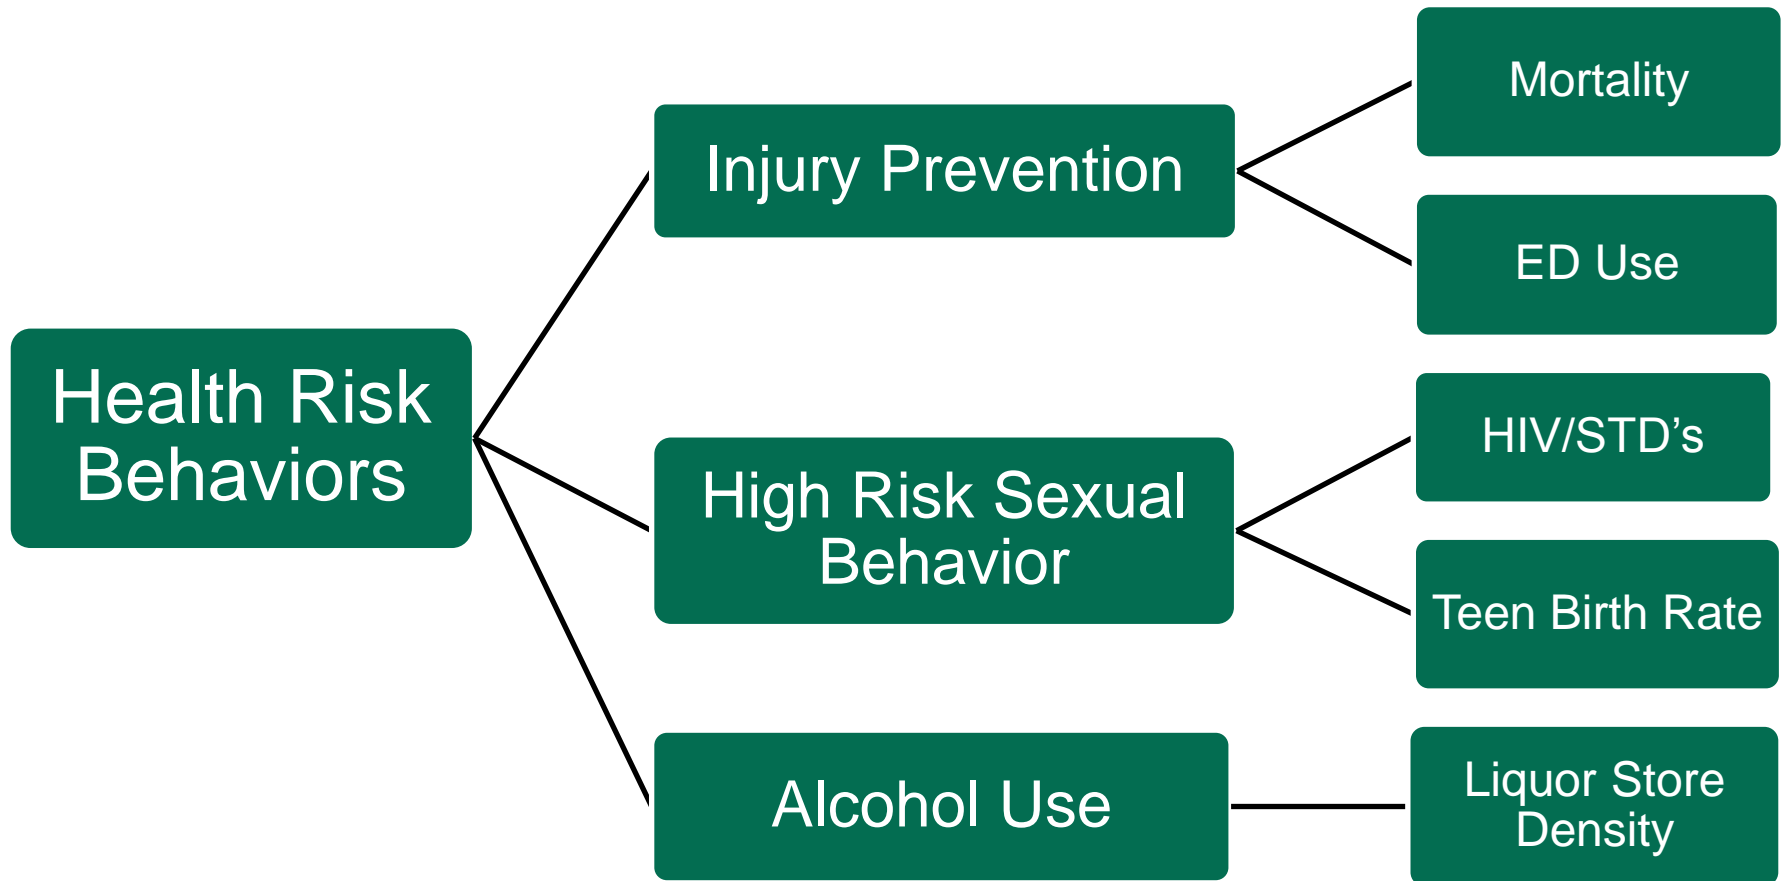 Health Risk
Behaviors
Injury Prevention
Mortality
ED Use
High Risk Sexual
Behavior
HIV/STD’s
Teen Birth Rate
Alcohol Use
Liquor Store
Density